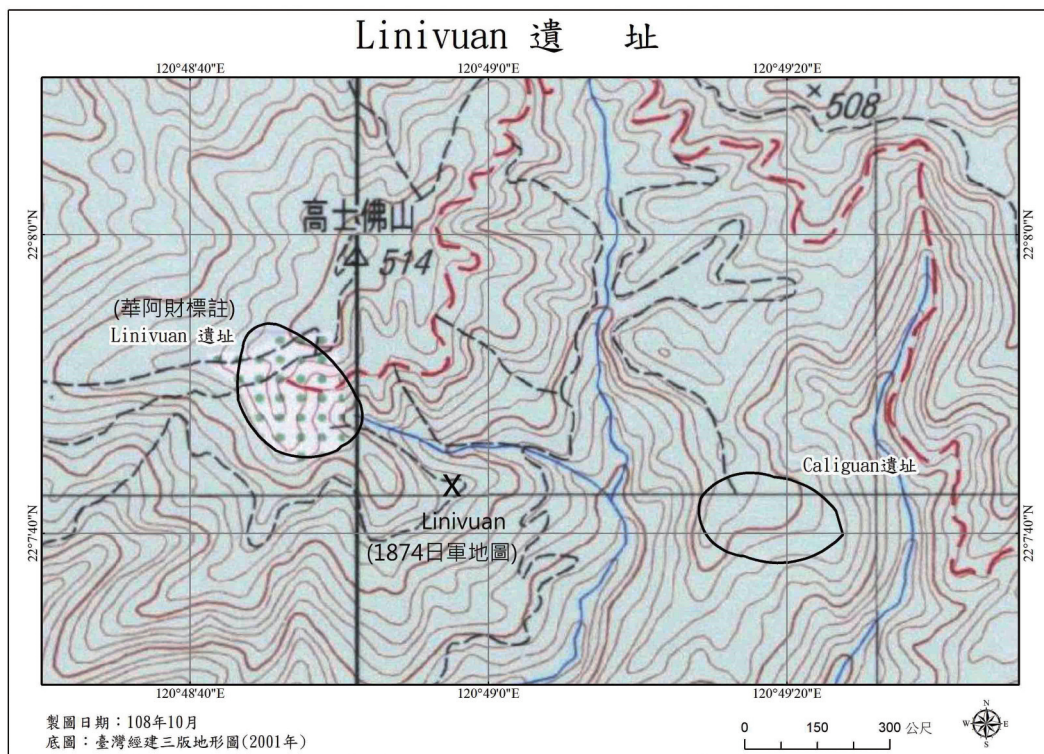 Linivuan 遺 址
120°48'40"E 120°49'0"E 120°49'20"E
508
高士佛山
514
22°8'0"N 22°8'0"N
(華阿財標註)
Linivuan 遺址
Caliguan遺址
X
Linivuan
(1874日軍地圖)
22°7'40"N 22°7'40"N
120°48'40"E 120°49'0"E 120°49'20"E
製圖日期：108年10月
底圖：臺灣經建三版地形圖(2001年)
0 150 300 公尺
N
W E
S